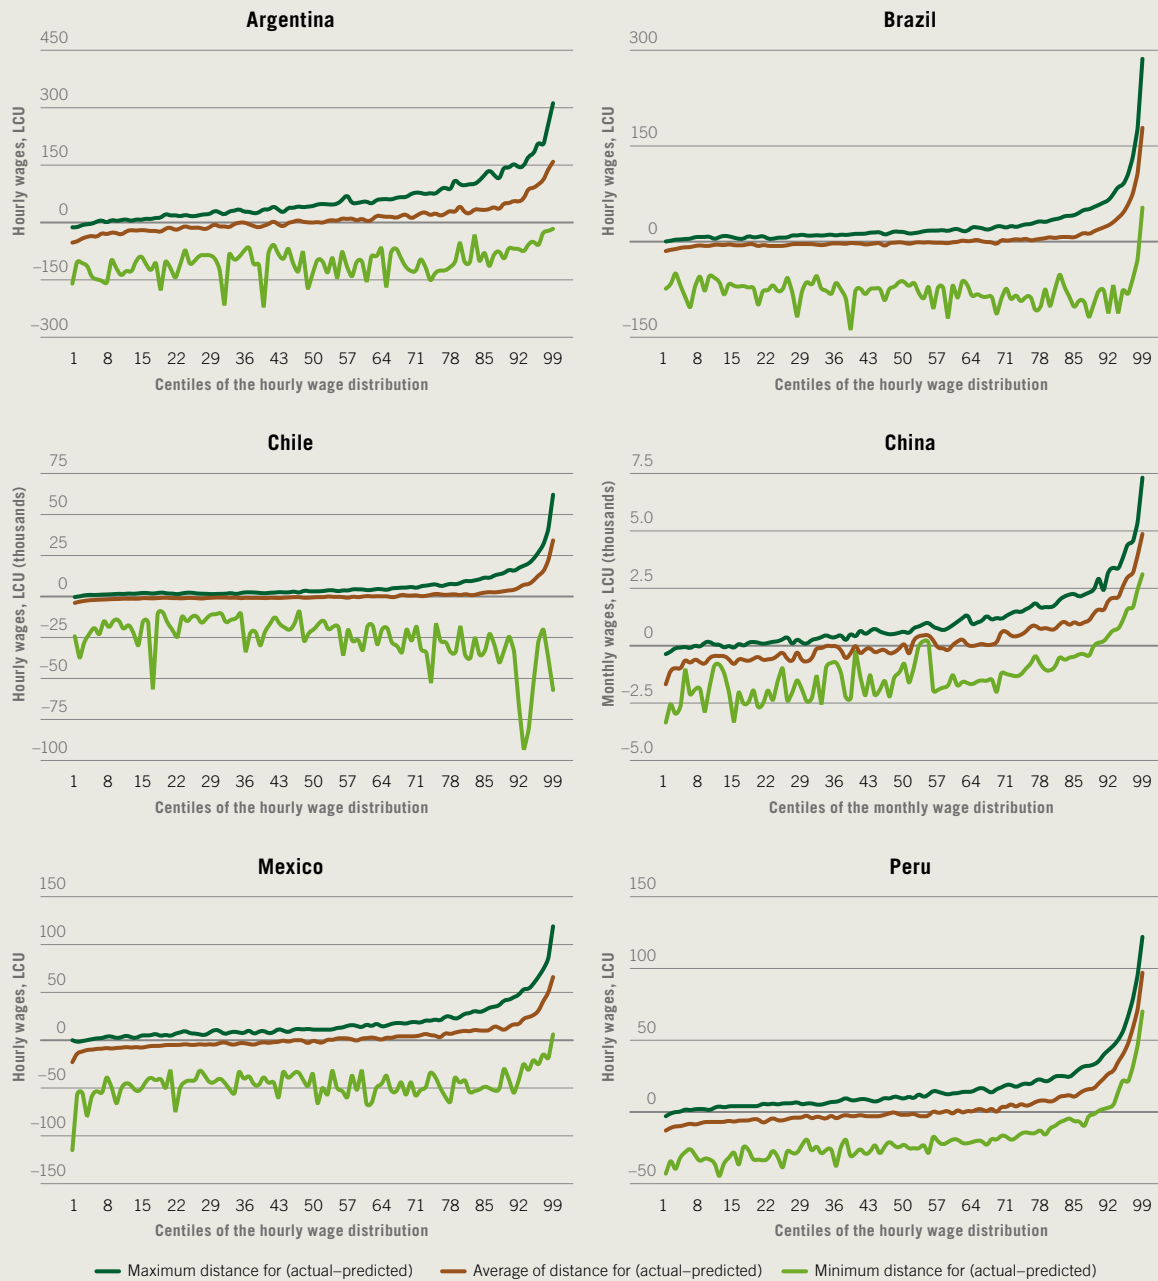 Argentina
Hourly wages, LCU
450
300
150
0
–150
–300
1 8 15 22 29 36 43 50 57 64 71 78 85 92 99
Centiles of the hourly wage distribution
Brazil
Hourly wages, LCU
300
150
0
–150
1 8 15 22 29 36 43 50 57 64 71 78 85 92 99
Centiles of the hourly wage distribution
Chile
Hourly wages, LCU (thousands)
75
50
25
0
–25
–50
–75
–100
1 8 15 22 29 36 43 50 57 64 71 78 85 92 99
Centiles of the hourly wage distribution
China
Monthly wages, LCU (thousands)
7.5
5.0
2.5
0
–2.5
–5.0
1 8 15 22 29 36 43 50 57 64 71 78 85 92 99
Centiles of the monthly wage distribution
Mexico
Hourly wages, LCU
150
100
50
0
–50
–100
–150
1 8 15 22 29 36 43 50 57 64 71 78 85 92 99
Centiles of the hourly wage distribution
Peru
Hourly wages, LCU
150
100
50
0
–50
1 8 15 22 29 36 43 50 57 64 71 78 85 92 99
Centiles of the hourly wage distribution
Maximum distance for (actual–predicted) Average of distance for (actual–predicted) Minimum distance for (actual–predicted)